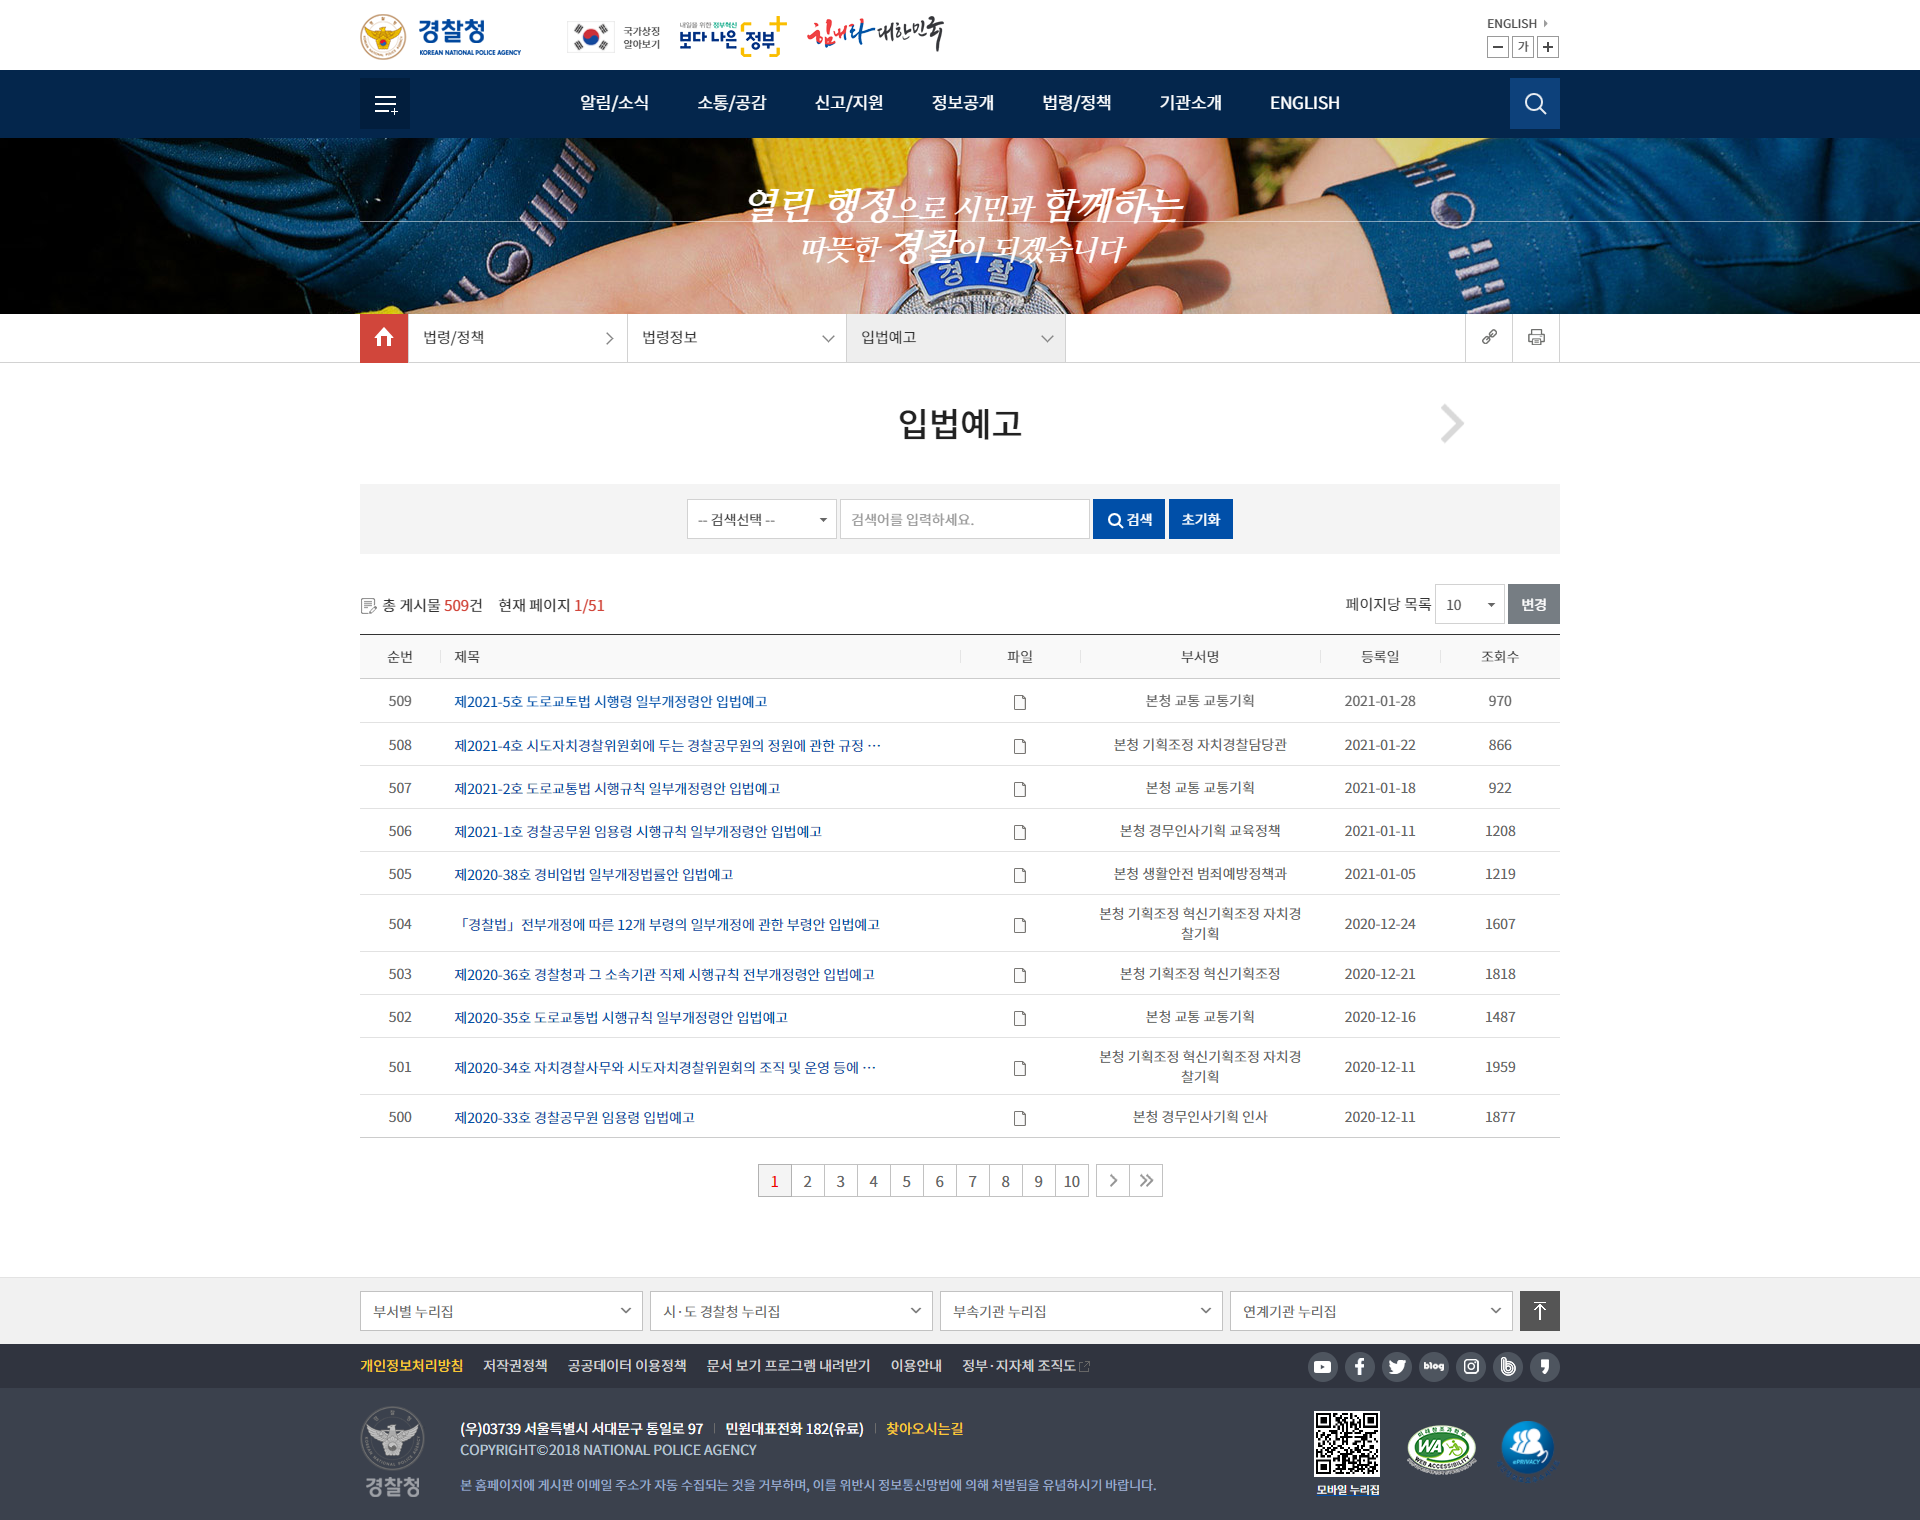 경찰청
KOREAN NATIONAL POLICE AGENCY
국가상징
알아보기
내일을 위한 정부혁신
보다 나은 정부
힘내라 대한민국
ENGLISH
가
알림/소식 소통/공감 신고/지원 정보공개 법령/정책 기관소개 ENGLISH
열린 행정으로 시민과 함께하는
따뜻한 경찰이 되겠습니다
경찰
법령/정책 법령정보 입법예고
입법예고
-- 검색선택 -- 검색어를 입력하세요. 검색 초기화
총 게시물 509건 현재 페이지 1/51 페이지당 목록 10 변경
순번 제목 파일 부서명 등록일 조회수
509 제2021-5호 도로교토법 시행령 일부개정령안 입법예고 본청 교통 교통기획 2021-01-28 970
508 제2021-4호 시도자치경찰위원회에 두는 경찰공무원의 정원에 관한 규정 ··· 본청 기획조정 자치경찰담당관 2021-01-22 866
507 제2021-2호 도로교통법 시행규칙 일부개정령안 입법예고 본청 교통 교통기획 2021-01-18 922
506 제2021-1호 경찰공무원 임용령 시행규칙 일부개정령안 입법예고 본청 경무인사기획 교육정책 2021-01-11 1208
505 제2020-38호 경비업법 일부개정법률안 입법예고 본청 생활안전 범죄예방정책과 2021-01-05 1219
504 「경찰법」전부개정에 따른 12개 부령의 일부개정에 관한 부령안 입법예고 본청 기획조정 혁신기획조정 자치경
찰기획 2020-12-24 1607
503 제2020-36호 경찰청과 그 소속기관 직제 시행규칙 전부개정령안 입법예고 본청 기획조정 혁신기획조정 2020-12-21 1818
502 제2020-35호 도로교통법 시행규칙 일부개정령안 입법예고 본청 교통 교통기획 2020-12-16 1487
501 제2020-34호 자치경찰사무와 시도자치경찰위원회의 조직 및 운영 등에 ··· 본청 기획조정 혁신기획조정 자치경
찰기획 2020-12-11 1959
500 제2020-33호 경찰공무원 임용령 입법예고 본청 경무인사기획 인사 2020-12-11 1877
1 2 3 4 5 6 7 8 9 10
부서별 누리집 시·도 경찰청 누리집 부속기관 누리집 연계기관 누리집
개인정보처리방침 저작권정책 공공데이터 이용정책 문서 보기 프로그램 내려받기 이용안내 정부·지자체 조직도
blog
경찰청
(우)03739 서울특별시 서대문구 통일로 97 민원대표전화 182(유료) 찾아오시는길
COPYRIGHT©2018 NATIONAL POLICE AGENCY
본 홈페이지에 게시판 이메일 주소가 자동 수집되는 것을 거부하며, 이를 위반시 정보통신망법에 의해 처벌됨을 유념하시기 바랍니다.
모바일 누리집
WA
WEB ACCESSIBILITY
ePRIVACY